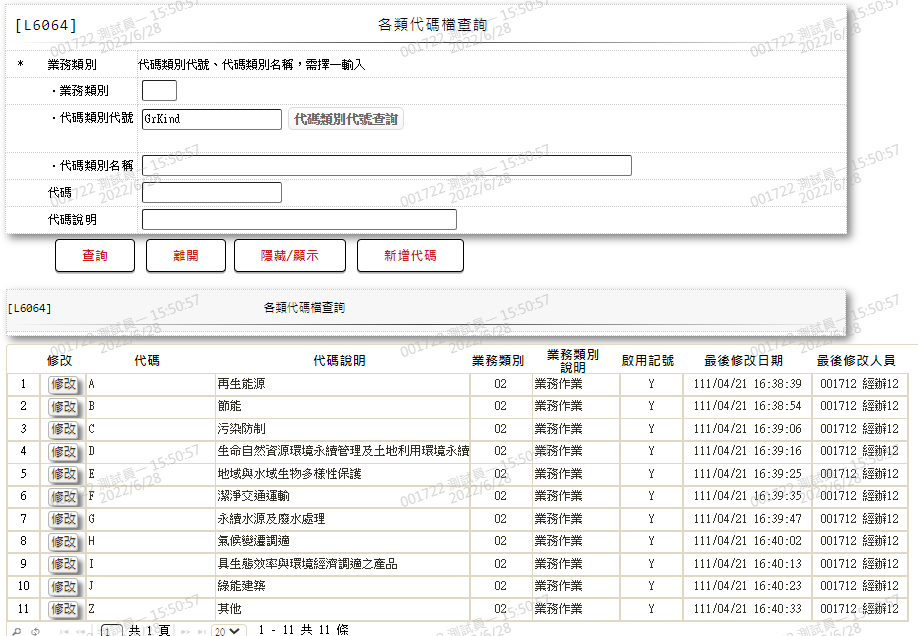 [L6064] 各類代碼檔查詢
* 業務類別 代碼類別代號、代碼類別名稱，需擇一輸入
・業務類別
・代碼類別代號 GrKind 代碼類別代號查詢
・代碼類別名稱
代碼
代碼說明
查詢 離開 隱藏/顯示 新增代碼
[L6064] 各類代碼檔查詢
修改 代碼 代碼說明 業務類別 業務類別說明 啟用記號 最後修改日期 最後修改人員
1 修改 A 再生能源 02 業務作業 Y 111/04/21 16:38:39 001712 經辦12
2 修改 B 節能 02 業務作業 Y 111/04/21 16:38:54 001712 經辦12
3 修改 C 污染防制 02 業務作業 Y 111/04/21 16:39:06 001712 經辦12
4 修改 D 生命自然資源環境永續管理及土地利用環境永續 02 業務作業 Y 111/04/21 16:39:16 001712 經辦12
5 修改 E 地域與水域生物多樣性保護 02 業務作業 Y 111/04/21 16:39:25 001712 經辦12
6 修改 F 潔淨交通運輸 02 業務作業 Y 111/04/21 16:39:35 001712 經辦12
7 修改 G 永續水源及廢水處理 02 業務作業 Y 111/04/21 16:39:47 001712 經辦12
8 修改 H 氣候變遷調適 02 業務作業 Y 111/04/21 16:40:02 001712 經辦12
9 修改 I 具生態效率與環境經濟調適之產品 02 業務作業 Y 111/04/21 16:40:13 001712 經辦12
10 修改 J 綠能建築 02 業務作業 Y 111/04/21 16:40:23 001712 經辦12
11 修改 Z 其他 02 業務作業 Y 111/04/21 16:40:33 001712 經辦12
1 共 1 頁 20 1 - 11 共 11 條
001722 測試員一 15:50:57
2022/6/28